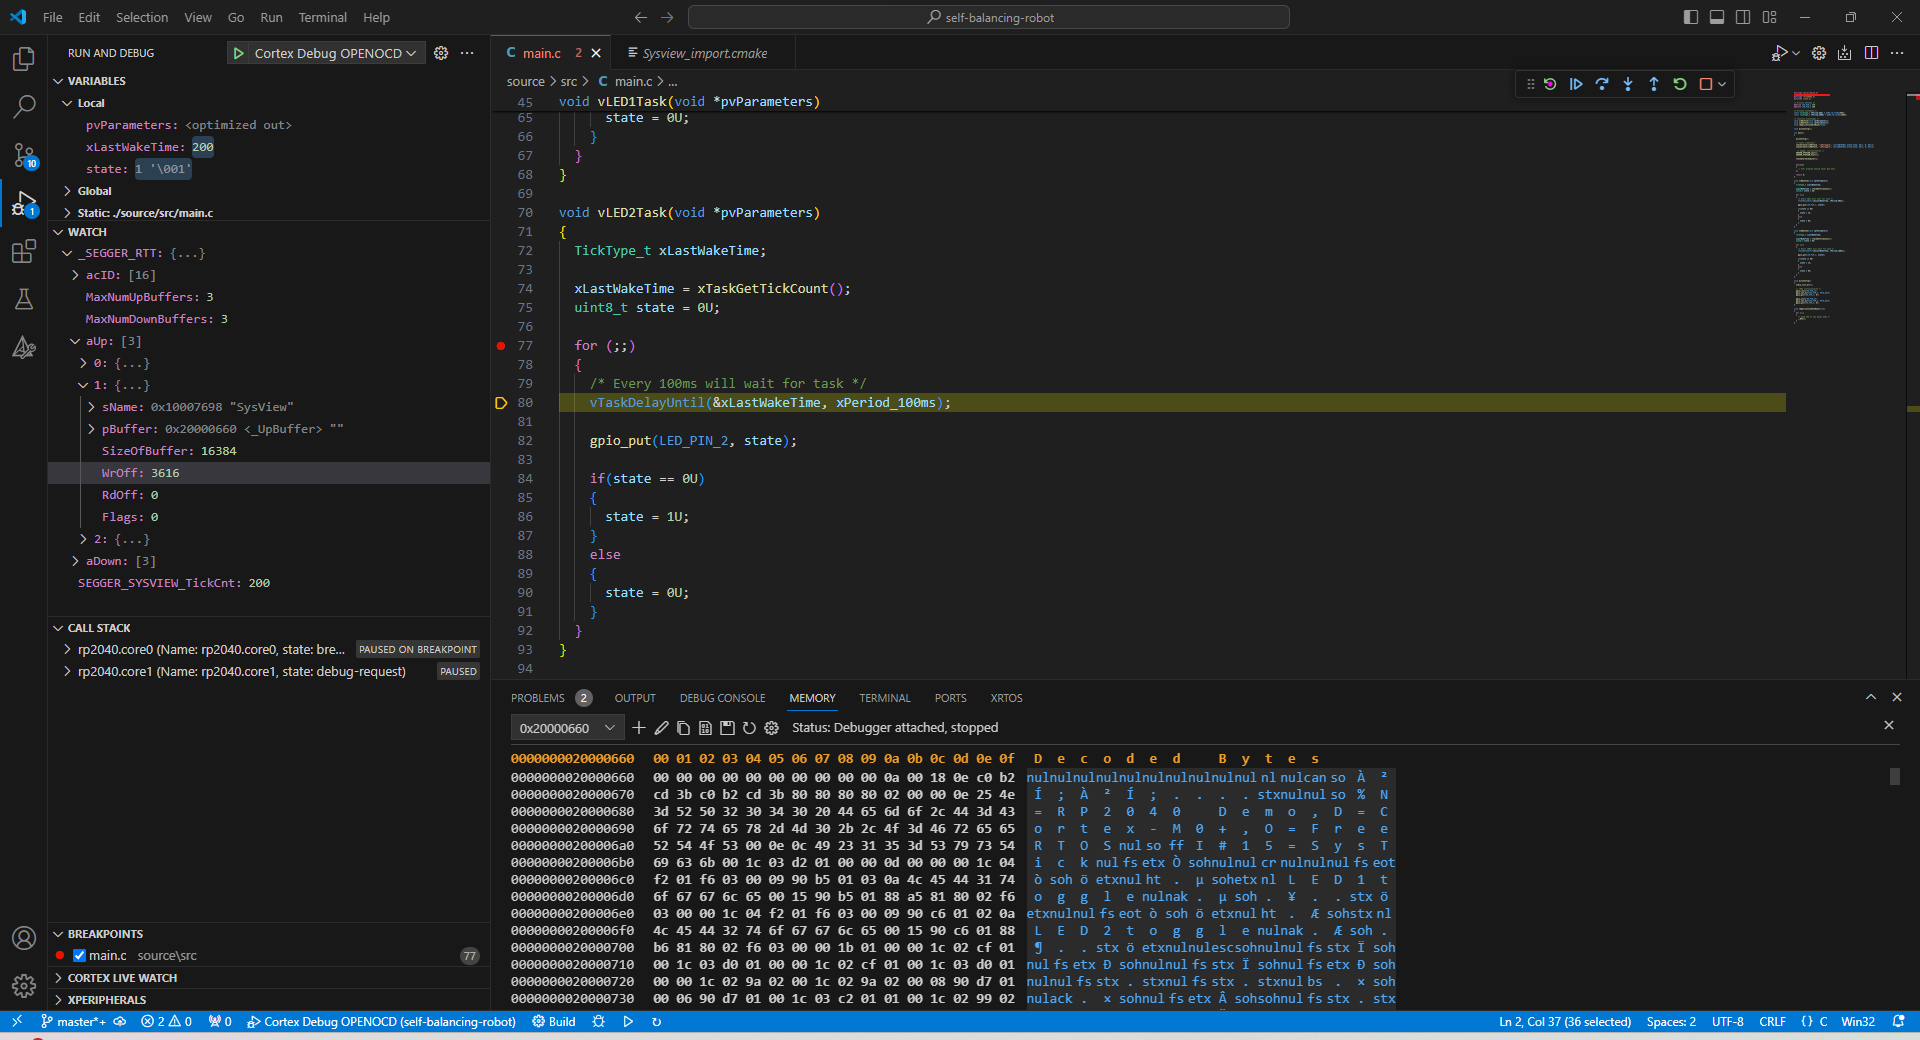 File Edit Selection View Go Run Terminal Help
self-balancing-robot
RUN AND DEBUG
Cortex Debug OPENOCD
VARIABLES
Local
pvParameters: <optimized out>
xLastWakeTime: 200
state: 1 '\001'
Global
Static: ./source/src/main.c
WATCH
_SEGGER_RTT: {...}
acID: [16]
MaxNumUpBuffers: 3
MaxNumDownBuffers: 3
aUp: [3]
0: {...}
1: {...}
sName: 0x10007698 "SysView"
pBuffer: 0x20000660 <_UpBuffer> ""
SizeOfBuffer: 16384
WrOff: 3616
RdOff: 0
Flags: 0
2: {...}
aDown: [3]
SEGGER_SYSVIEW_TickCnt: 200
CALL STACK
rp2040.core0 (Name: rp2040.core0, state: bre... PAUSED ON BREAKPOINT
rp2040.core1 (Name: rp2040.core1, state: debug-request) PAUSED
BREAKPOINTS
main.c source\src 77
CORTEX LIVE WATCH
XPERIPHERALS
10
1
C main.c 2
Sysview_import.cmake
source > src > C main.c > ...
45 void vLED1Task(void *pvParameters)
65 state = 0U;
66 }
67 }
68 }
69
70 void vLED2Task(void *pvParameters)
71 {
72 TickType_t xLastWakeTime;
73
74 xLastWakeTime = xTaskGetTickCount();
75 uint8_t state = 0U;
76
77 for (;;)
78 {
79 /* Every 100ms will wait for task */
80 vTaskDelayUntil(&xLastWakeTime, xPeriod_100ms);
81
82 gpio_put(LED_PIN_2, state);
83
84 if(state == 0U)
85 {
86 state = 1U;
87 }
88 else
89 {
90 state = 0U;
91 }
92 }
93 }
94
PROBLEMS 2 OUTPUT DEBUG CONSOLE MEMORY TERMINAL PORTS XRTOS
0x20000660 Status: Debugger attached, stopped
0000000020000660 00 01 02 03 04 05 06 07 08 09 0a 0b 0c 0d 0e 0f D e c o d e d B y t e s
0000000020000660 00 00 00 00 00 00 00 00 00 00 0a 00 18 0e c0 b2 nulnulnulnulnulnulnulnulnulnul nl nulcan so À ²
0000000020000670 cd 3b c0 b2 cd 3b 80 80 80 80 02 00 00 0e 25 4e Í ; À ² Í ; . . . . stxnulnul so % N
0000000020000680 3d 52 50 32 30 34 30 20 44 65 6d 6f 2c 44 3d 43 = R P 2 0 4 0 D e m o , D = C
0000000020000690 6f 72 74 65 78 2d 4d 30 2b 2c 4f 3d 46 72 65 65 o r t e x - M 0 + , O = F r e e
00000000200006a0 52 54 4f 53 00 0e 0c 49 23 31 35 3d 53 79 73 54 R T O S nul so ff I # 1 5 = S y s T
00000000200006b0 69 63 6b 00 1c 03 d2 01 00 00 0d 00 00 00 1c 04 i c k nul fs etx Ò sohnulnul cr nulnulnul fs eot
00000000200006c0 f2 01 f6 03 00 09 90 b5 01 03 0a 4c 45 44 31 74 ò soh ö etxnul ht . µ sohetx nl L E D 1 t
00000000200006d0 6f 67 67 6c 65 00 15 90 b5 01 88 a5 81 80 02 f6 o g g l e nulnak . µ soh . ¥ . . stx ö
00000000200006e0 03 00 00 1c 04 f2 01 f6 03 00 09 90 c6 01 02 0a etxnulnul fs eot ò soh ö etxnul ht . Æ sohstx nl
00000000200006f0 4c 45 44 32 74 6f 67 67 6c 65 00 15 90 c6 01 88 L E D 2 t o g g l e nulnak . Æ soh .
0000000020000700 b6 81 80 02 f6 03 00 00 1b 01 00 00 1c 02 cf 01 ¶ . . stx ö etxnulnulescsohnulnul fs stx Ï soh
0000000020000710 00 1c 03 d0 01 00 00 1c 02 cf 01 00 1c 03 d0 01 nul fs etx Ð sohnulnul fs stx Ï sohnul fs etx Ð soh
0000000020000720 00 00 1c 02 9a 02 00 1c 02 9a 02 00 08 90 d7 01 nulnul fs stx . stxnul fs stx . stxnul bs . × soh
0000000020000730 00 06 90 d7 01 00 1c 03 c2 01 01 00 1c 02 99 02 nulack . × sohnul fs etx Â sohsohnul fs stx . stx
master*+ 2 0 0 Cortex Debug OPENOCD (self-balancing-robot) Build
Ln 2, Col 37 (36 selected) Spaces: 2 UTF-8 CRLF {} C Win32